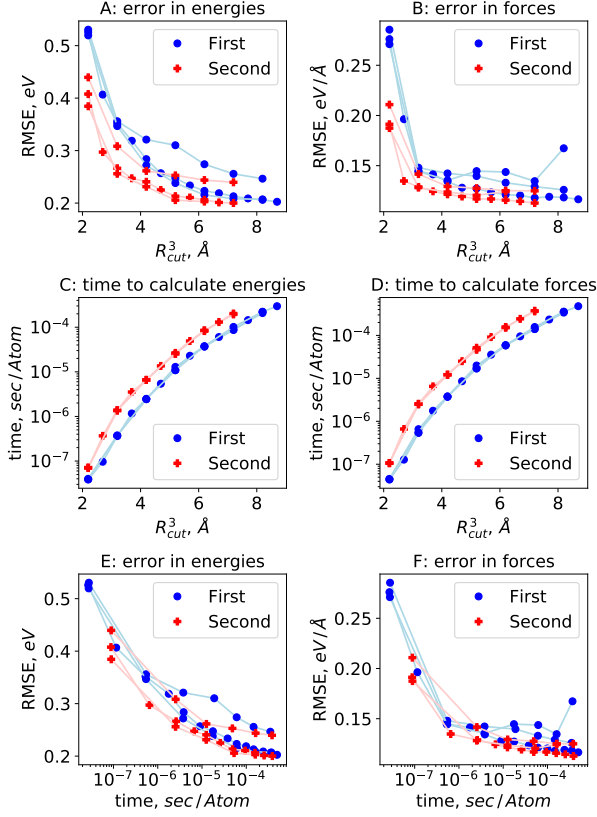 A: error in energies
B: error in forces
RMSE, eV
0.5
0.4
0.3
0.2
First
Second
2 4 6 8
R³cut, Å
RMSE, eV/Å
0.25
0.20
0.15
First
Second
2 4 6 8
R³cut, Å
C: time to calculate energies
D: time to calculate forces
time, sec/Atom
10⁻⁴
10⁻⁵
10⁻⁶
10⁻⁷
First
Second
2 4 6 8
R³cut, Å
time, sec/Atom
10⁻⁴
10⁻⁵
10⁻⁶
10⁻⁷
First
Second
2 4 6 8
R³cut, Å
E: error in energies
F: error in forces
RMSE, eV
0.5
0.4
0.3
0.2
First
Second
10⁻⁷ 10⁻⁶ 10⁻⁵ 10⁻⁴
time, sec/Atom
RMSE, eV/Å
0.25
0.20
0.15
First
Second
10⁻⁷ 10⁻⁶ 10⁻⁵ 10⁻⁴
time, sec/Atom